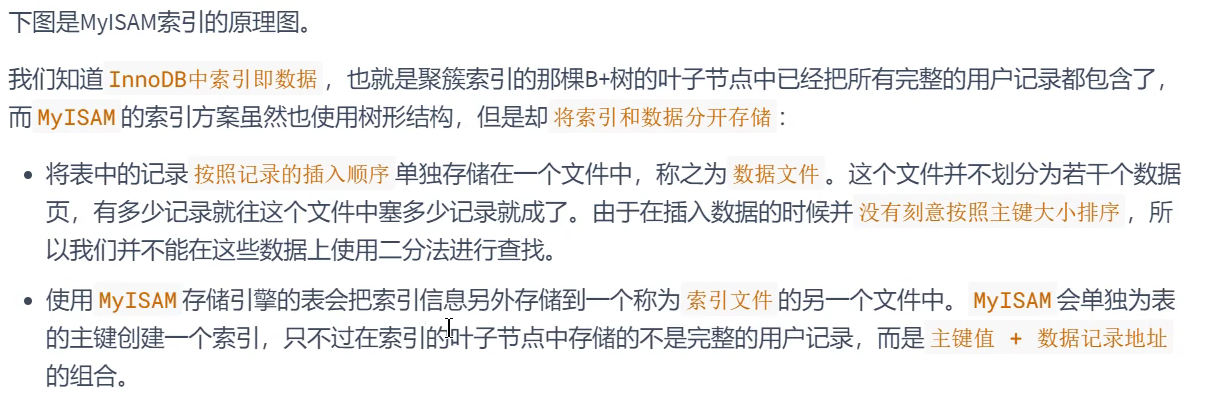 下图是MyISAM索引的原理图。
我们知道 InnoDB中索引即数据 ，也就是聚簇索引的那棵B+树的叶子节点中已经把所有完整的用户记录都包含了，
而 MyISAM 的索引方案虽然也使用树形结构，但是却 将索引和数据分开存储 ：
• 将表中的记录 按照记录的插入顺序 单独存储在一个文件中，称之为 数据文件 。这个文件并不划分为若干个数据
页，有多少记录就往这个文件中塞多少记录就成了。由于在插入数据的时候并 没有刻意按照主键大小排序 ，所
以我们并不能在这些数据上使用二分法进行查找。
• 使用 MyISAM 存储引擎的表会把索引信息另外存储到一个称为 索引文件 的另一个文件中。 MyISAM 会单独为表
的主键创建一个索引，只不过在索引的叶子节点中存储的不是完整的用户记录，而是 主键值 + 数据记录地址
的组合。